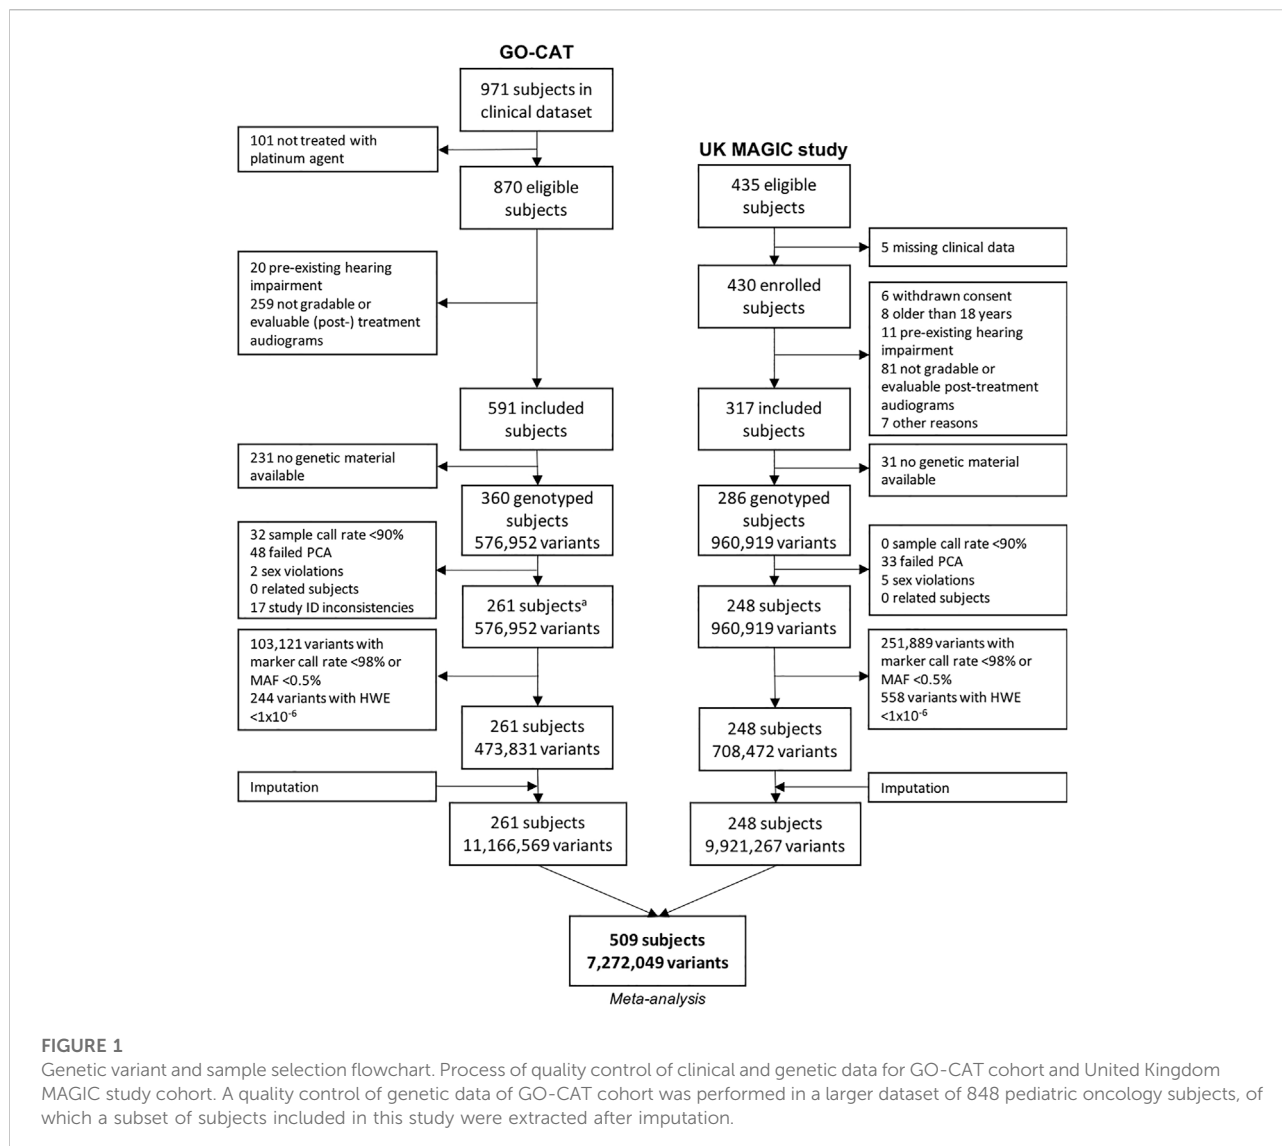 GO-CAT
971 subjects in
clinical dataset
101 not treated with
platinum agent
870 eligible
subjects
20 pre-existing hearing
impairment
259 not gradable or
evaluable (post-) treatment
audiograms
591 included
subjects
231 no genetic material
available
360 genotyped
subjects
576,952 variants
32 sample call rate <90%
48 failed PCA
2 sex violations
0 related subjects
17 study ID inconsistencies
261 subjectsᵃ
576,952 variants
103,121 variants with
marker call rate <98% or
MAF <0.5%
244 variants with HWE
<1x10⁻⁶
261 subjects
473,831 variants
Imputation
261 subjects
11,166,569 variants
UK MAGIC study
435 eligible
subjects
5 missing clinical data
430 enrolled
subjects
6 withdrawn consent
8 older than 18 years
11 pre-existing hearing
impairment
81 not gradable or
evaluable post-treatment
audiograms
7 other reasons
317 included
subjects
31 no genetic material
available
286 genotyped
subjects
960,919 variants
0 sample call rate <90%
33 failed PCA
5 sex violations
0 related subjects
248 subjects
960,919 variants
251,889 variants with
marker call rate <98% or
MAF <0.5%
558 variants with HWE
<1x10⁻⁶
248 subjects
708,472 variants
Imputation
248 subjects
9,921,267 variants
509 subjects
7,272,049 variants
Meta-analysis
FIGURE 1
Genetic variant and sample selection flowchart. Process of quality control of clinical and genetic data for GO-CAT cohort and United Kingdom
MAGIC study cohort. A quality control of genetic data of GO-CAT cohort was performed in a larger dataset of 848 pediatric oncology subjects, of
which a subset of subjects included in this study were extracted after imputation.